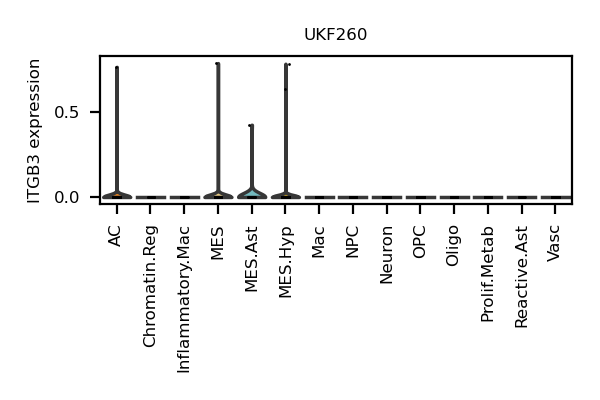 UKF260
ITGB3 expression
0.5
0.0
AC
Chromatin.Reg
Inflammatory.Mac
MES
MES.Ast
MES.Hyp
Mac
NPC
Neuron
OPC
Oligo
Prolif.Metab
Reactive.Ast
Vasc